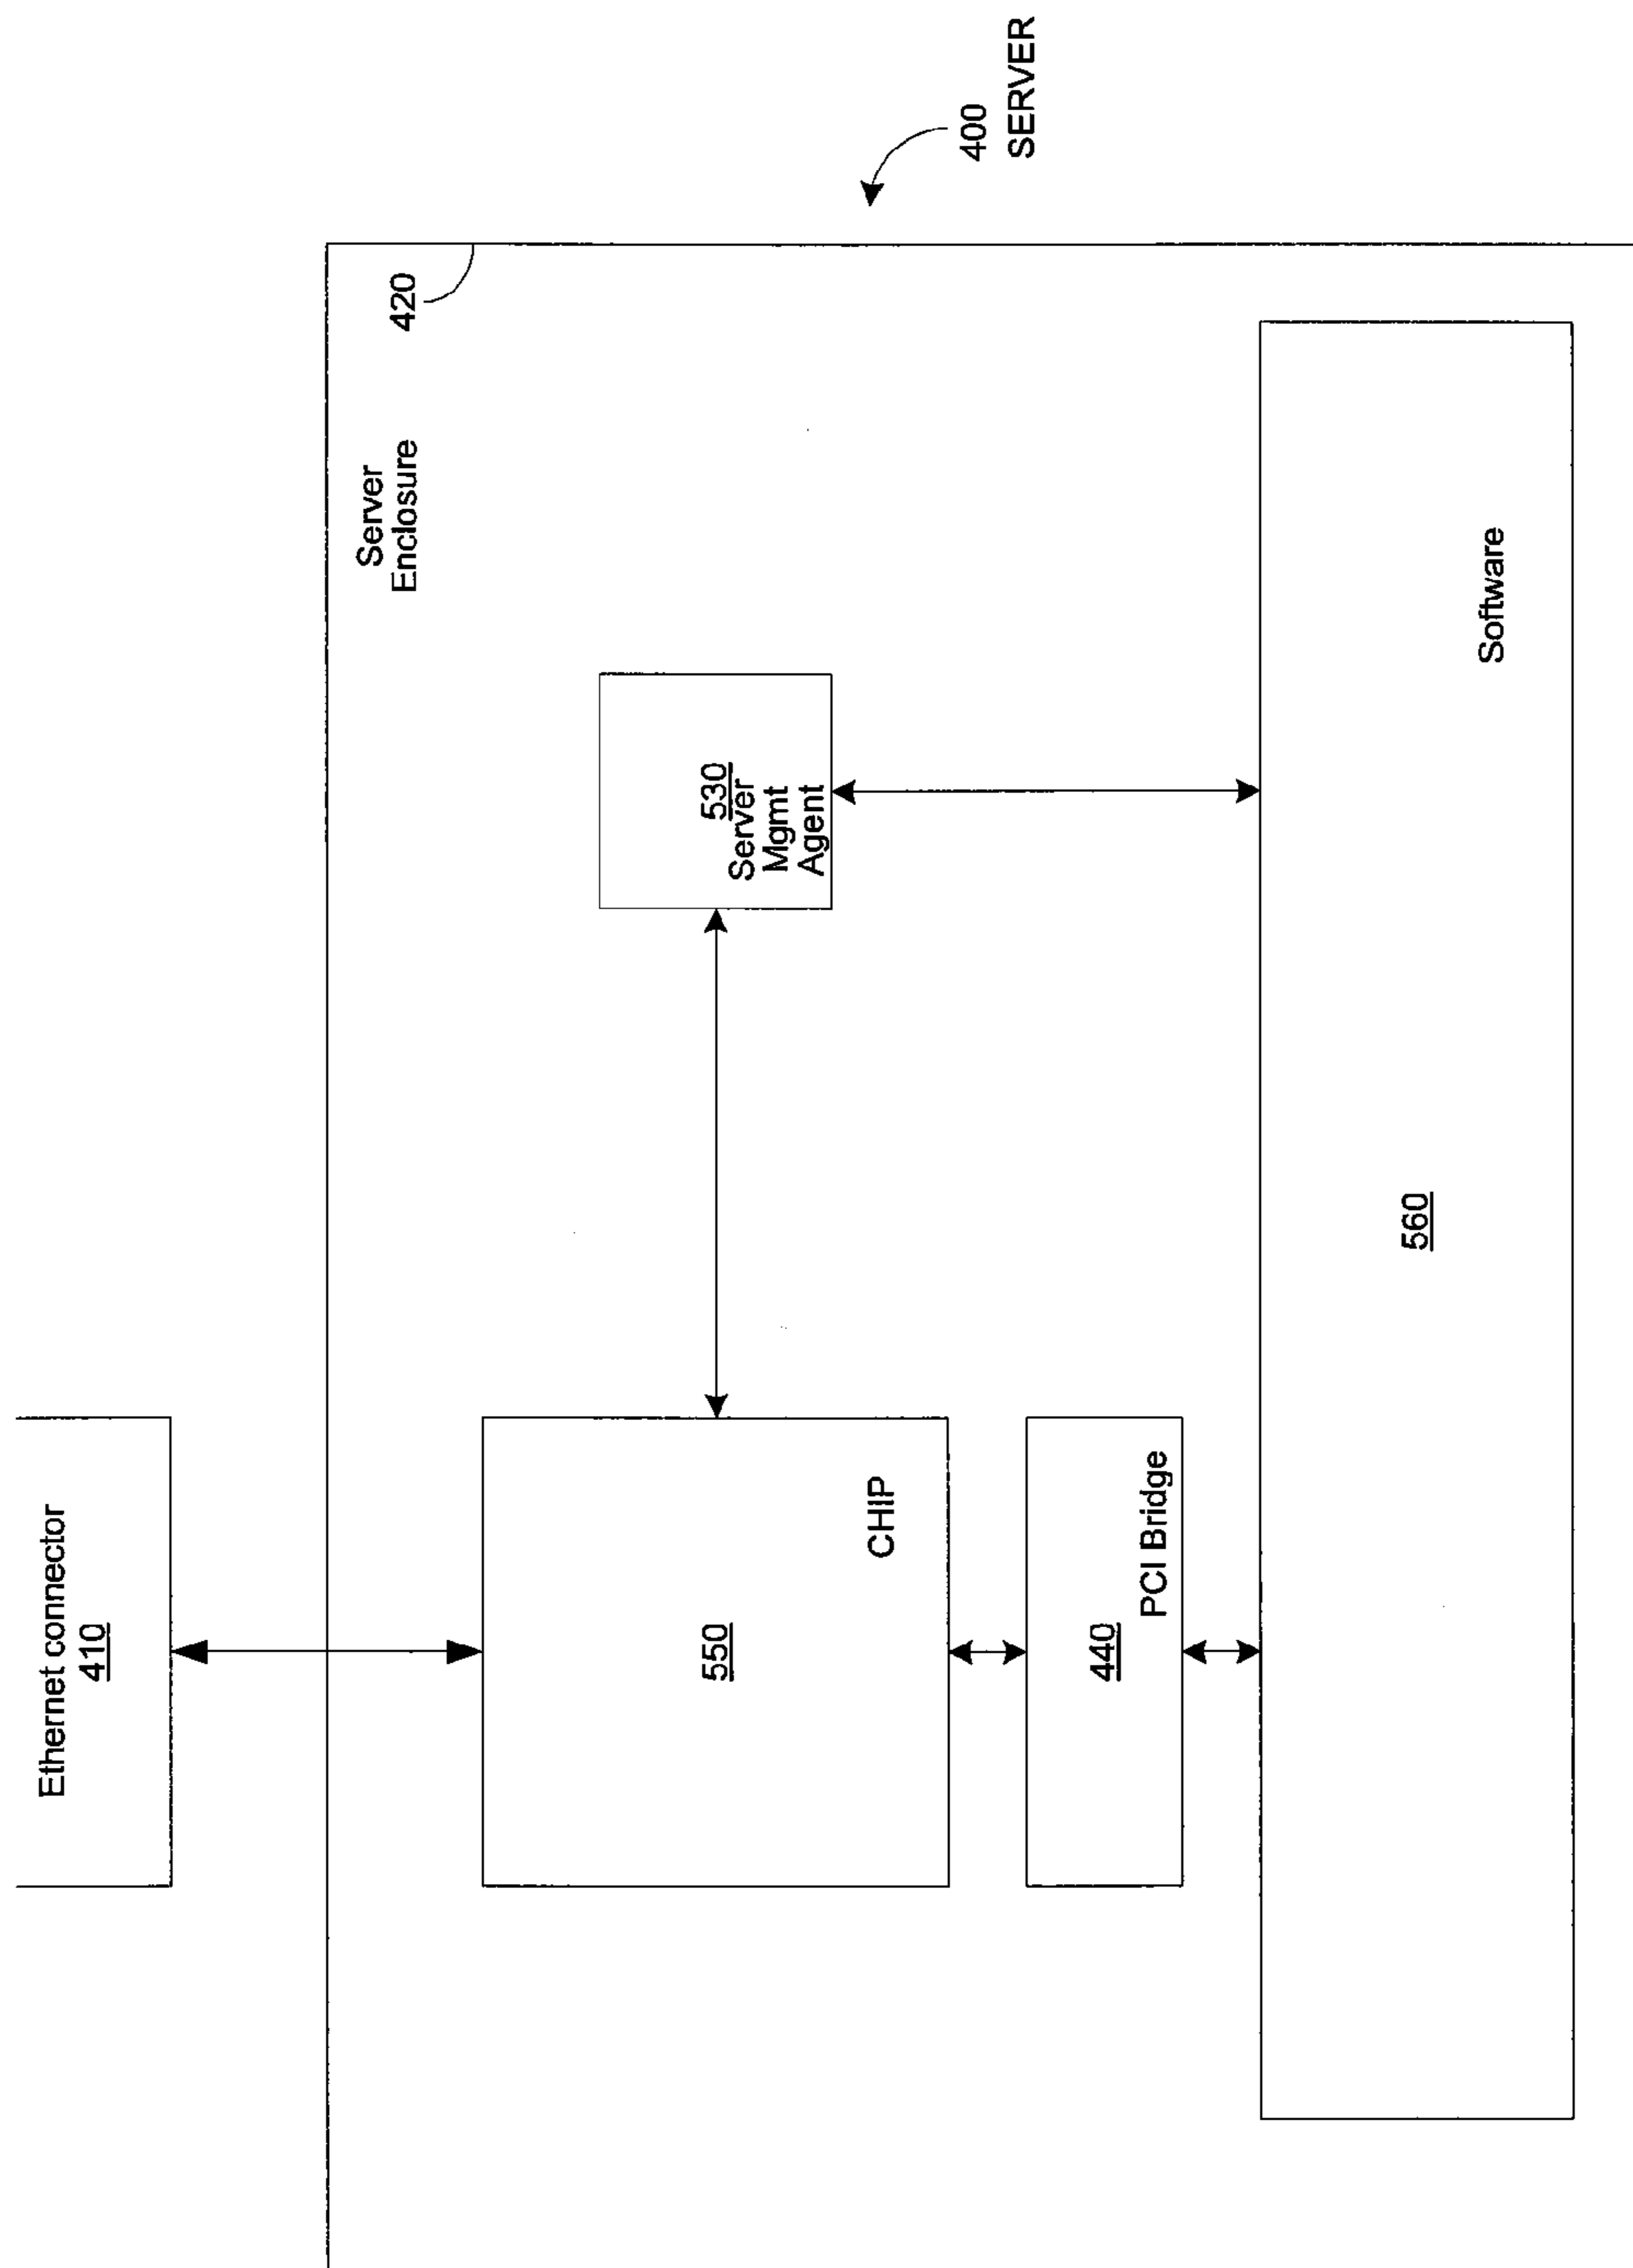 Ethernet connector
410
Server
Enclosure
420
400
SERVER
530
Server
Mgmt
Agent
550
CHIP
440
PCI Bridge
560
Software